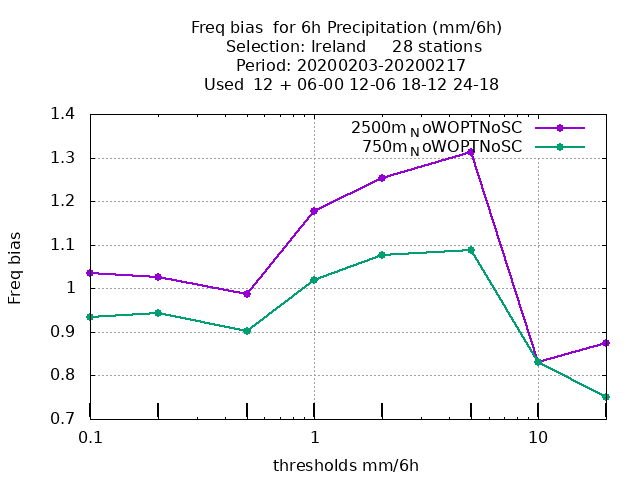 Freq bias  for 6h Precipitation (mm/6h)
Selection: Ireland     28 stations
Period: 20200203-20200217
Used  12 + 06-00 12-06 18-12 24-18
2500m_NoWOPTNoSC
750m_NoWOPTNoSC
1.4
1.3
1.2
1.1
1
0.9
0.8
0.7
Freq bias
0.1
1
10
thresholds mm/6h